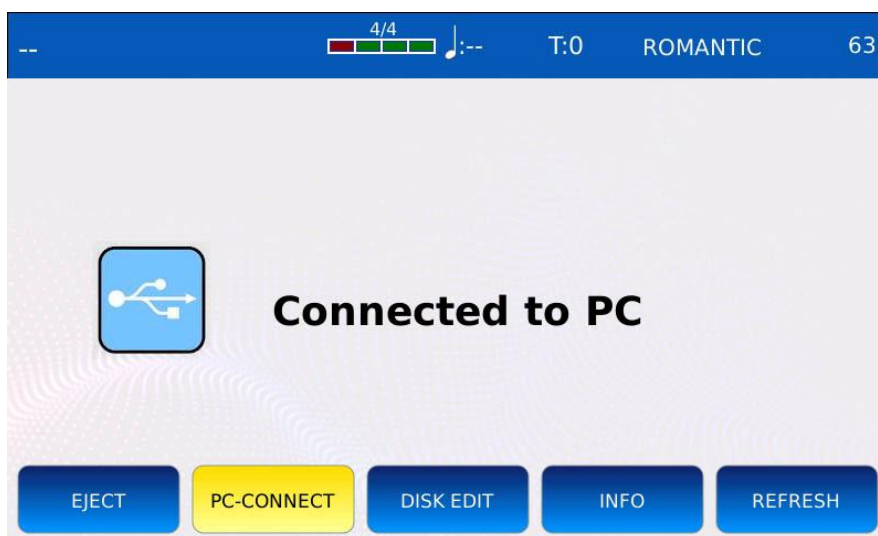 -- 4/4 :-- T:0 ROMANTIC 63
Connected to PC
EJECT PC-CONNECT DISK EDIT INFO REFRESH